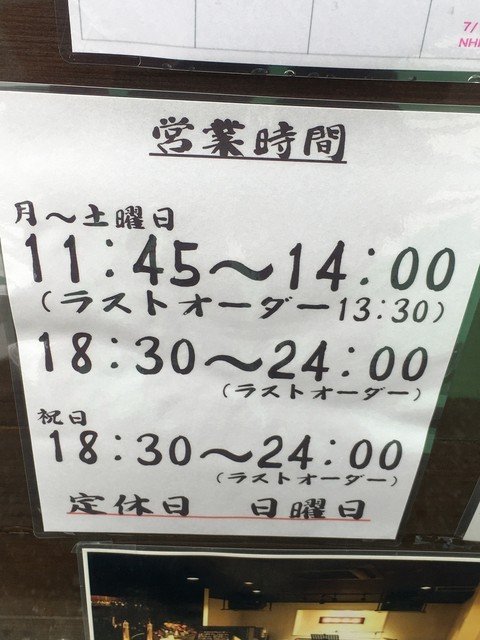 7/
NH
営業時間
月～土曜日
11:45～14:00
(ラストオーダー13:30)
18:30～24:00
(ラストオーダー)
祝日
18:30～24:00
(ラストオーダー)
定休日 日曜日